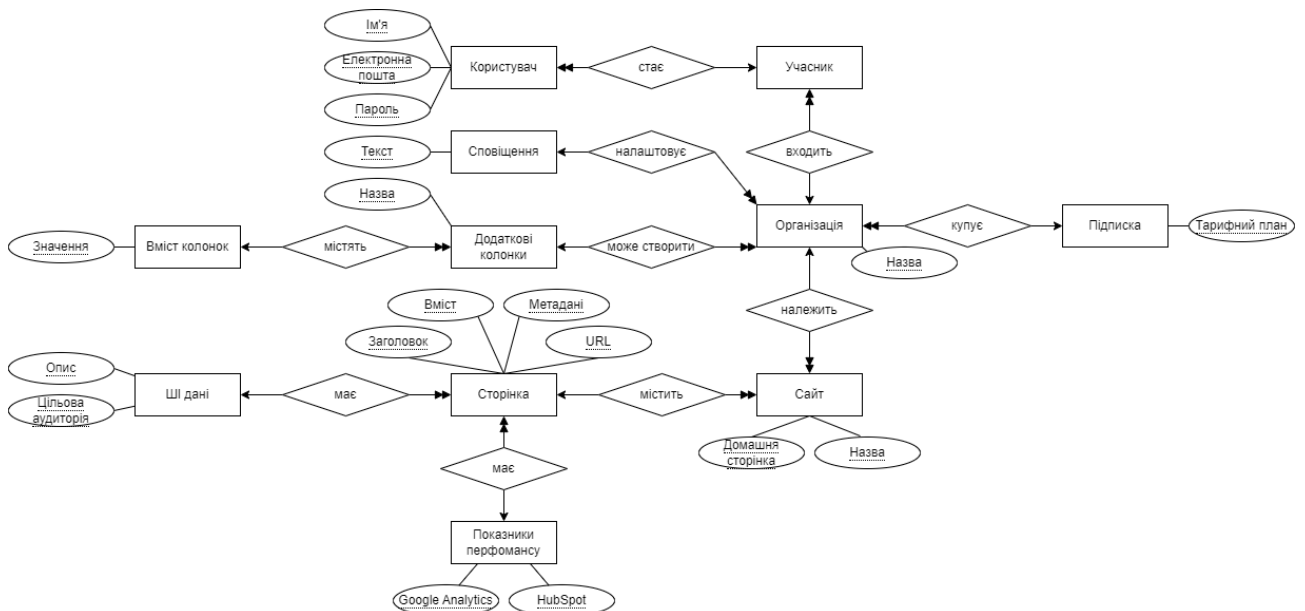 Ім'я
Електронна
пошта
Пароль
Користувач
стає
Учасник
Текст
Сповіщення
налаштовує
входить
Назва
Значення
Вміст колонок
містять
Додаткові
колонки
може створити
Організація
купує
Підписка
Тарифний план
Назва
належить
Вміст
Метадані
Заголовок
URL
Опис
Цільова
аудиторія
ШІ дані
має
Сторінка
містить
Сайт
Домашня
сторінка
Назва
має
Показники
перфомансу
Google Analytics
HubSpot